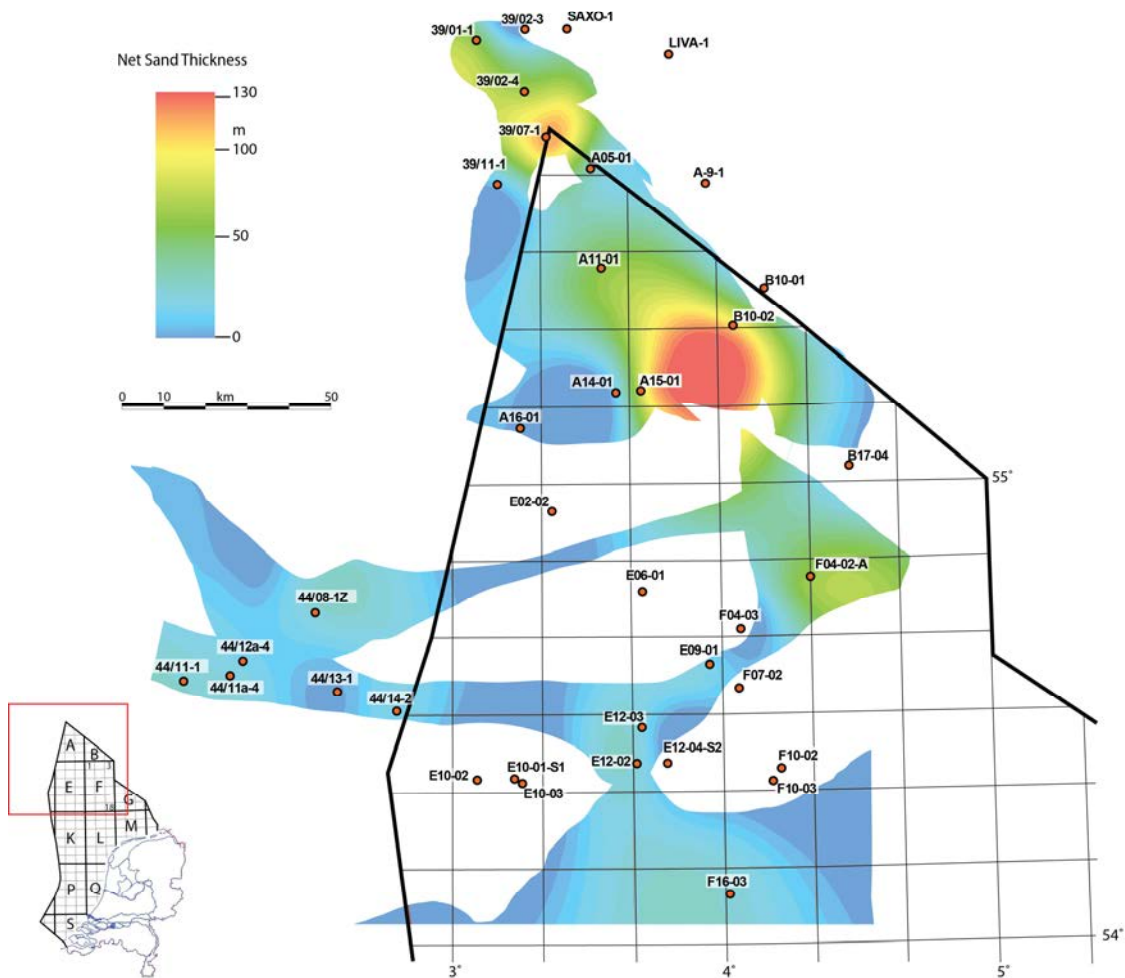 39/02-3
SAXO-1
39/01-1
LIVA-1
Net Sand Thickness
130
m
100
50
0
39/02-4
39/07-1
A05-01
39/11-1
A-9-1
A11-01
B10-01
B10-02
0 10 km 50
A14-01
A15-01
A16-01
B17-04
55°
E02-02
F04-02-A
E06-01
44/08-1Z
F04-03
44/12a-4
E09-01
44/11-1
44/11a-4
44/13-1
F07-02
44/14-2
E12-03
E12-04-S2
E12-02
F10-02
E10-02
E10-01-S1
E10-03
F10-03
F16-03
54°
3°
4°
5°
A
B
1 3
E
F
18
G
K
L
M
P
Q
S